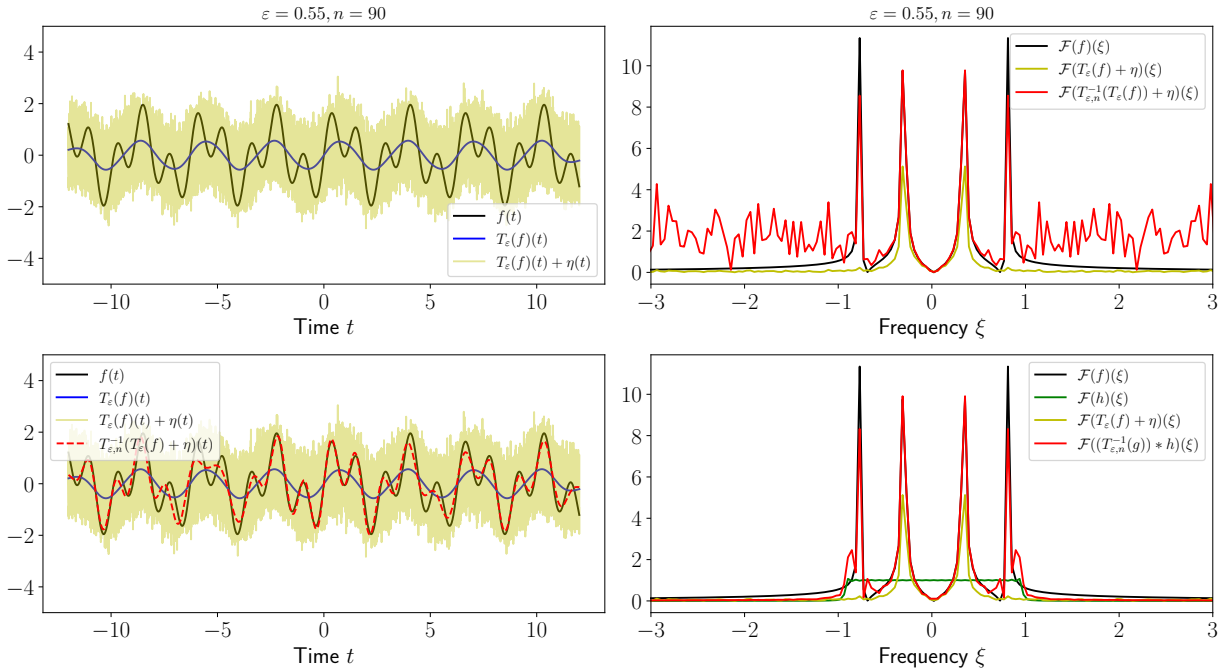 ε = 0.55, n = 90
4
2
0
−2
−4
f(t)
T_ε(f)(t)
T_ε(f)(t) + η(t)
−10
−5
0
5
10
Time t
ε = 0.55, n = 90
10
8
6
4
2
0
F(f)(ξ)
F(T_ε(f) + η)(ξ)
F(T_{ε,n}^{−1}(T_ε(f)) + η)(ξ)
−3
−2
−1
0
1
2
3
Frequency ξ
4
2
0
−2
−4
f(t)
T_ε(f)(t)
T_ε(f)(t) + η(t)
T_{ε,n}^{−1}(T_ε(f) + η)(t)
−10
−5
0
5
10
Time t
10
8
6
4
2
0
F(f)(ξ)
F(h)(ξ)
F(T_ε(f) + η)(ξ)
F((T_{ε,n}^{−1}(g)) ∗ h)(ξ)
−3
−2
−1
0
1
2
3
Frequency ξ